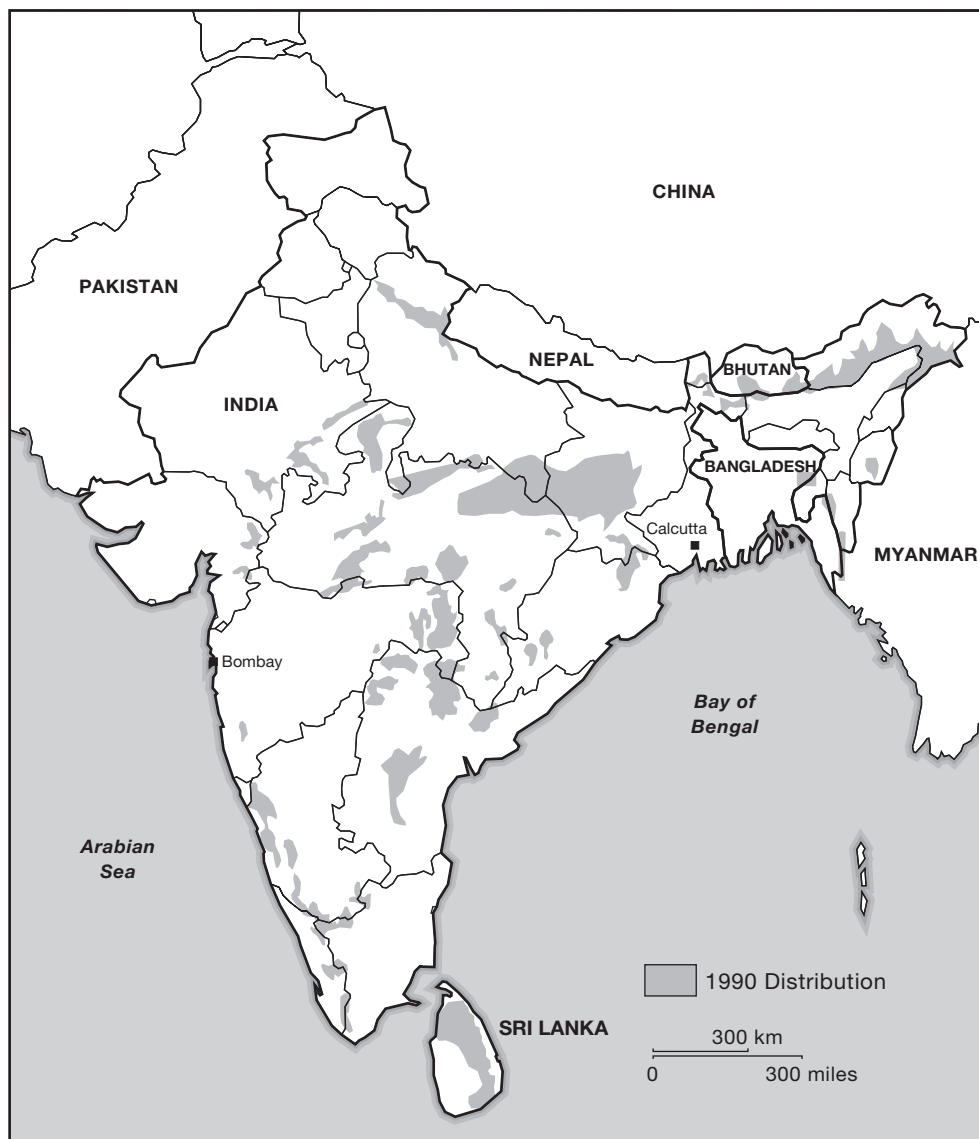 CHINA
PAKISTAN
NEPAL
BHUTAN
INDIA
BANGLADESH
Calcutta
MYANMAR
Bombay
Bay of
Bengal
Arabian
Sea
1990 Distribution
SRI LANKA
300 km
0 300 miles